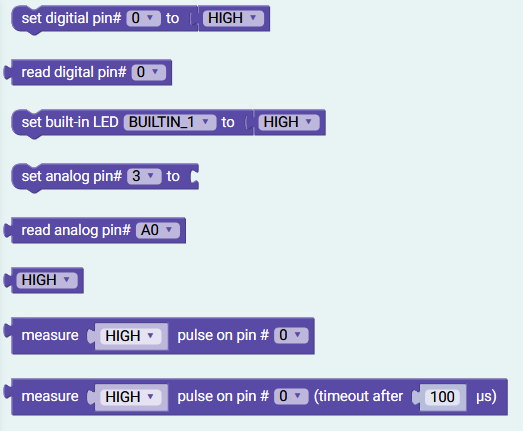 set digitial pin# 0 to HIGH
read digital pin# 0
set built-in LED BUILTIN_1 to HIGH
set analog pin# 3 to
read analog pin# A0
HIGH
measure HIGH pulse on pin # 0
measure HIGH pulse on pin # 0 (timeout after 100 µs)